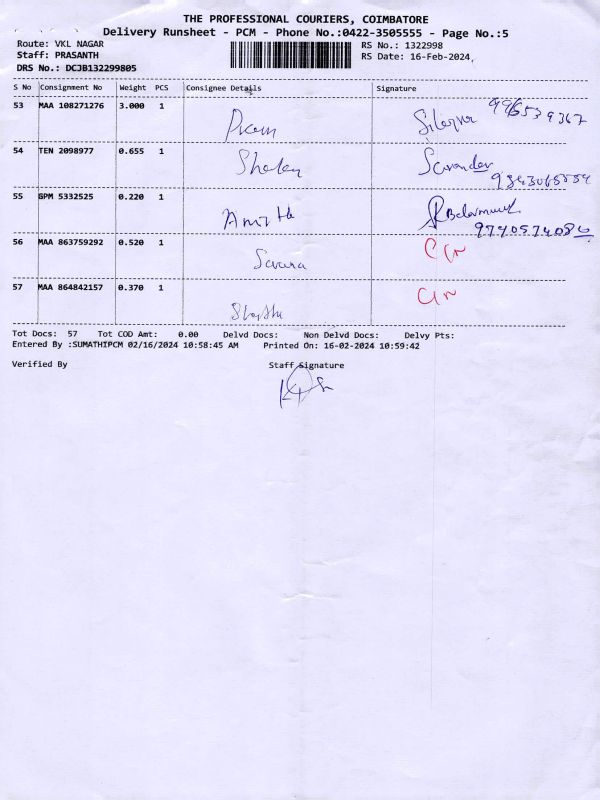 THE PROFESSIONAL COURIERS, COIMBATORE
Delivery Runsheet - PCM - Phone No.:0422-3505555 - Page No.:5
Route: VKL NAGAR
Staff: PRASANTH
DRS No.: DCJB132299805
RS No.: 1322998
RS Date: 16-Feb-2024,
S No Consignment No Weight PCS Consignee Details Signature
53 MAA 108271276 3.000 1
54 TEN 2098977 0.655 1
55 GPM 5332525 0.220 1
9790574086
56 MAA 863759292 0.520 1
57 MAA 864842157 0.370 1
Tot Docs: 57 Tot COD Amt: 0.00 Delvd Docs: Non Delvd Docs: Delvy Pts:
Entered By :SUMATHIPCM 02/16/2024 10:58:45 AM Printed On: 16-02-2024 10:59:42
Verified By Staff Signature